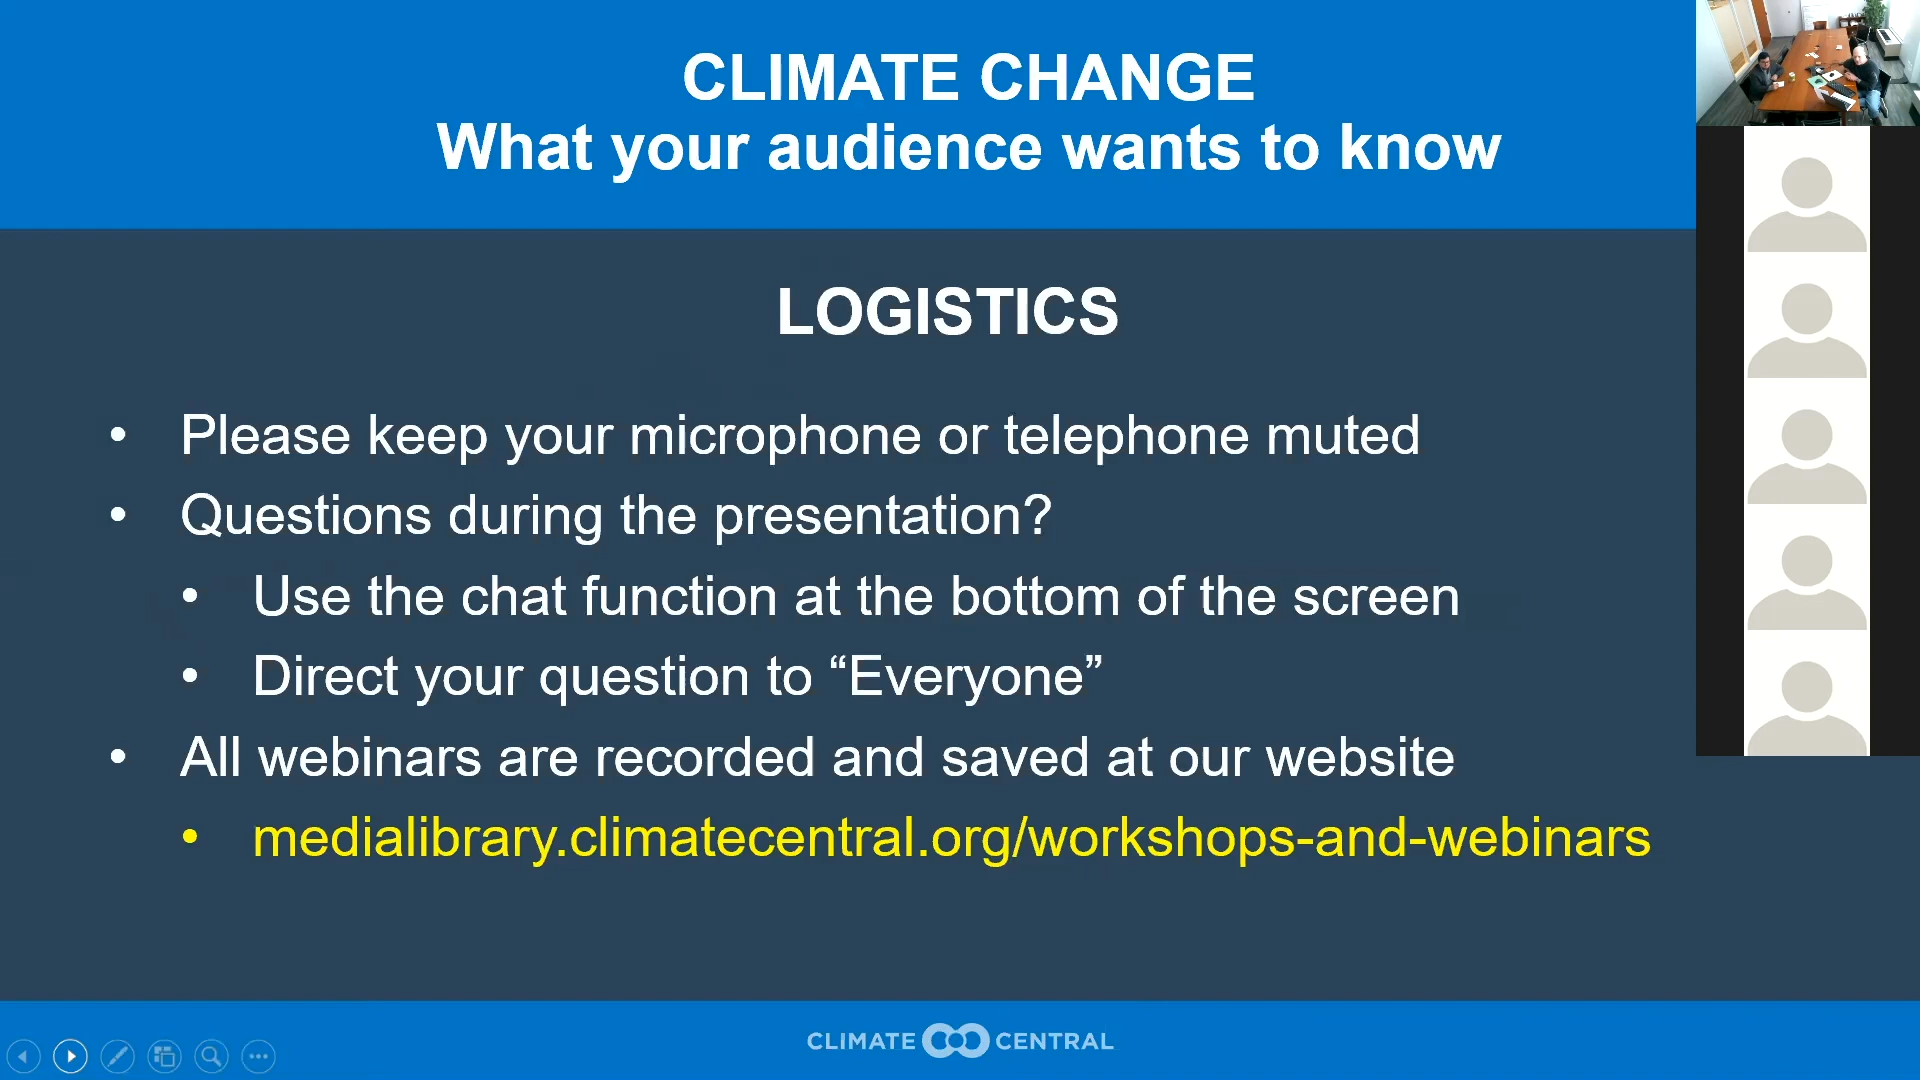 CLIMATE CHANGE
What your audience wants to know
LOGISTICS
• Please keep your microphone or telephone muted
• Questions during the presentation?
• Use the chat function at the bottom of the screen
• Direct your question to “Everyone”
• All webinars are recorded and saved at our website
• medialibrary.climatecentral.org/workshops-and-webinars
CLIMATE CENTRAL